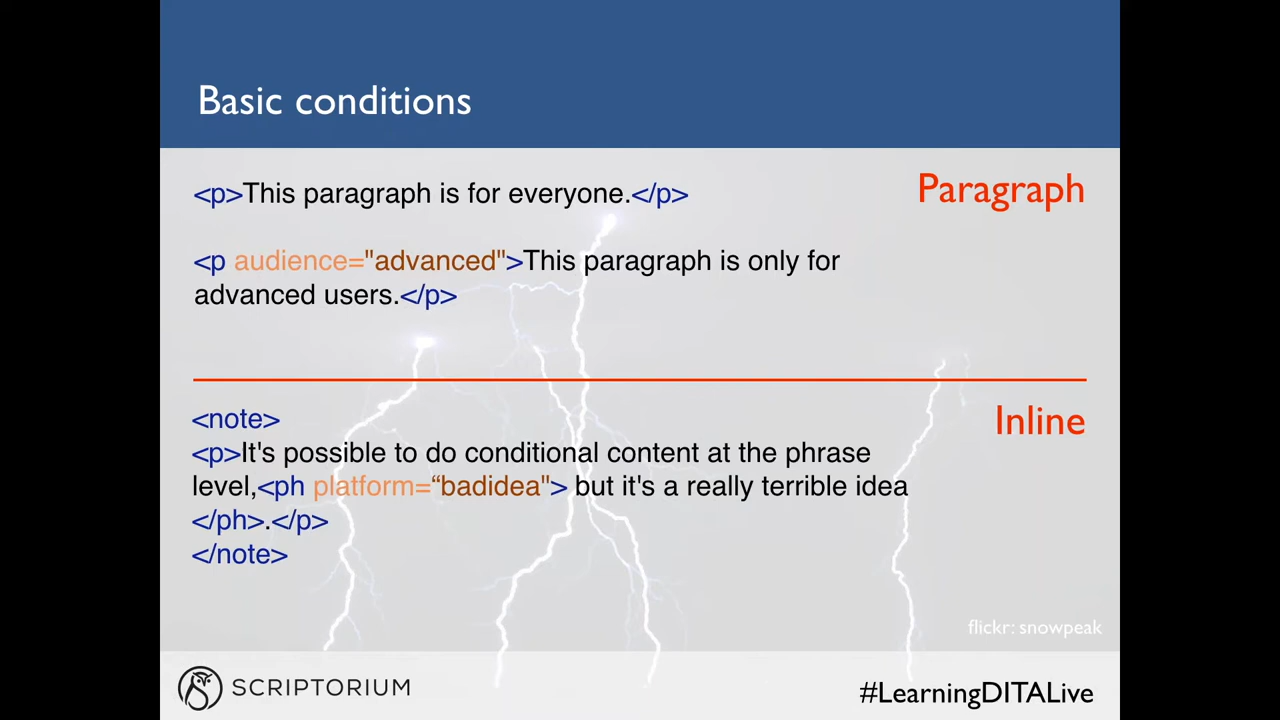 Basic conditions
<p>This paragraph is for everyone.</p>
Paragraph
<p audience="advanced">This paragraph is only for
advanced users.</p>
<note>
Inline
<p>It's possible to do conditional content at the phrase
level,<ph platform=“badidea"> but it's a really terrible idea
</ph>.</p>
</note>
flickr: snowpeak
SCRIPTORIUM
#LearningDITALive